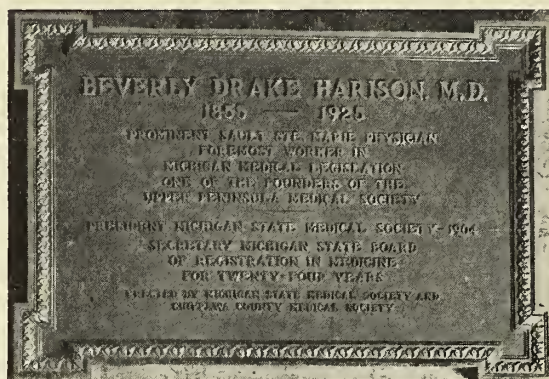 BEVERLY DRAKE HARISON, M.D.
1855 — 1925
PROMINENT SAULT STE. MARIE PHYSICIAN
FOREMOST WORKER IN
MICHIGAN MEDICAL LEGISLATION
ONE OF THE FOUNDERS OF THE
UPPER PENINSULA MEDICAL SOCIETY
PRESIDENT MICHIGAN STATE MEDICAL SOCIETY - 1904
SECRETARY MICHIGAN STATE BOARD
OF REGISTRATION IN MEDICINE
FOR TWENTY-FOUR YEARS
ERECTED BY MICHIGAN STATE MEDICAL SOCIETY AND
CHIPPEWA COUNTY MEDICAL SOCIETY